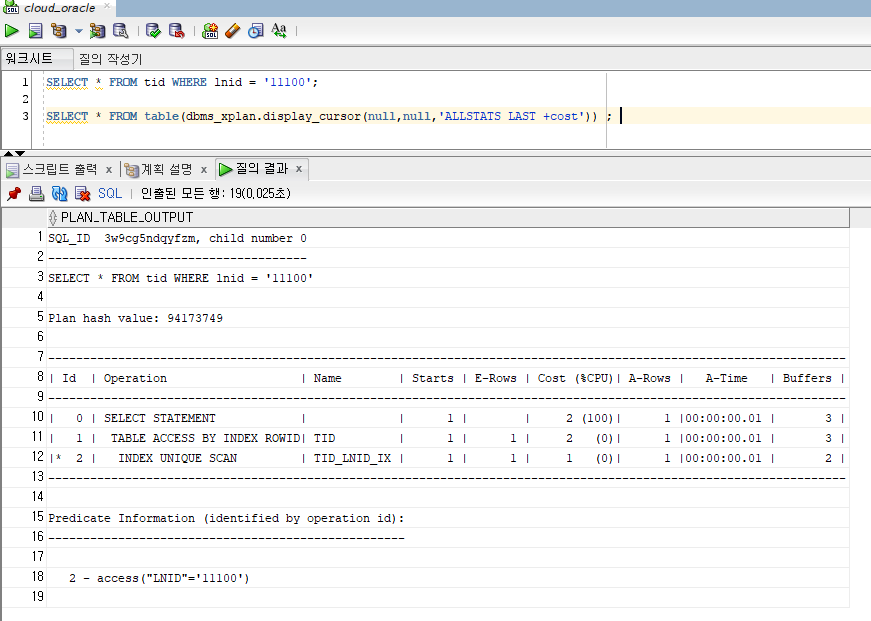 cloud_oracle
워크시트 질의 작성기
1 SELECT * FROM tid WHERE lnid = '11100';
2
3 SELECT * FROM table(dbms_xplan.display_cursor(null,null,'ALLSTATS LAST +cost')) ;
스크립트 출력 x 계획 설명 x 질의 결과 x
SQL | 인출된 모든 행: 19(0,025초)
PLAN_TABLE_OUTPUT
1 SQL_ID  3w9cg5ndqyfzm, child number 0
2 -------------------------------------
3 SELECT * FROM tid WHERE lnid = '11100'
4
5 Plan hash value: 94173749
6
7 ------------------------------------------------------------------------------------------------------------------
8 | Id  | Operation                   | Name        | Starts | E-Rows | Cost (%CPU)| A-Rows |   A-Time   | Buffers |
9 ------------------------------------------------------------------------------------------------------------------
10 |   0 | SELECT STATEMENT            |             |      1 |        |     2 (100)|      1 |00:00:00.01 |       3 |
11 |   1 |  TABLE ACCESS BY INDEX ROWID| TID         |      1 |      1 |     2   (0)|      1 |00:00:00.01 |       3 |
12 |*  2 |   INDEX UNIQUE SCAN         | TID_LNID_IX |      1 |      1 |     1   (0)|      1 |00:00:00.01 |       2 |
13 ------------------------------------------------------------------------------------------------------------------
14
15 Predicate Information (identified by operation id):
16 ---------------------------------------------------
17
18    2 - access("LNID"='11100')
19